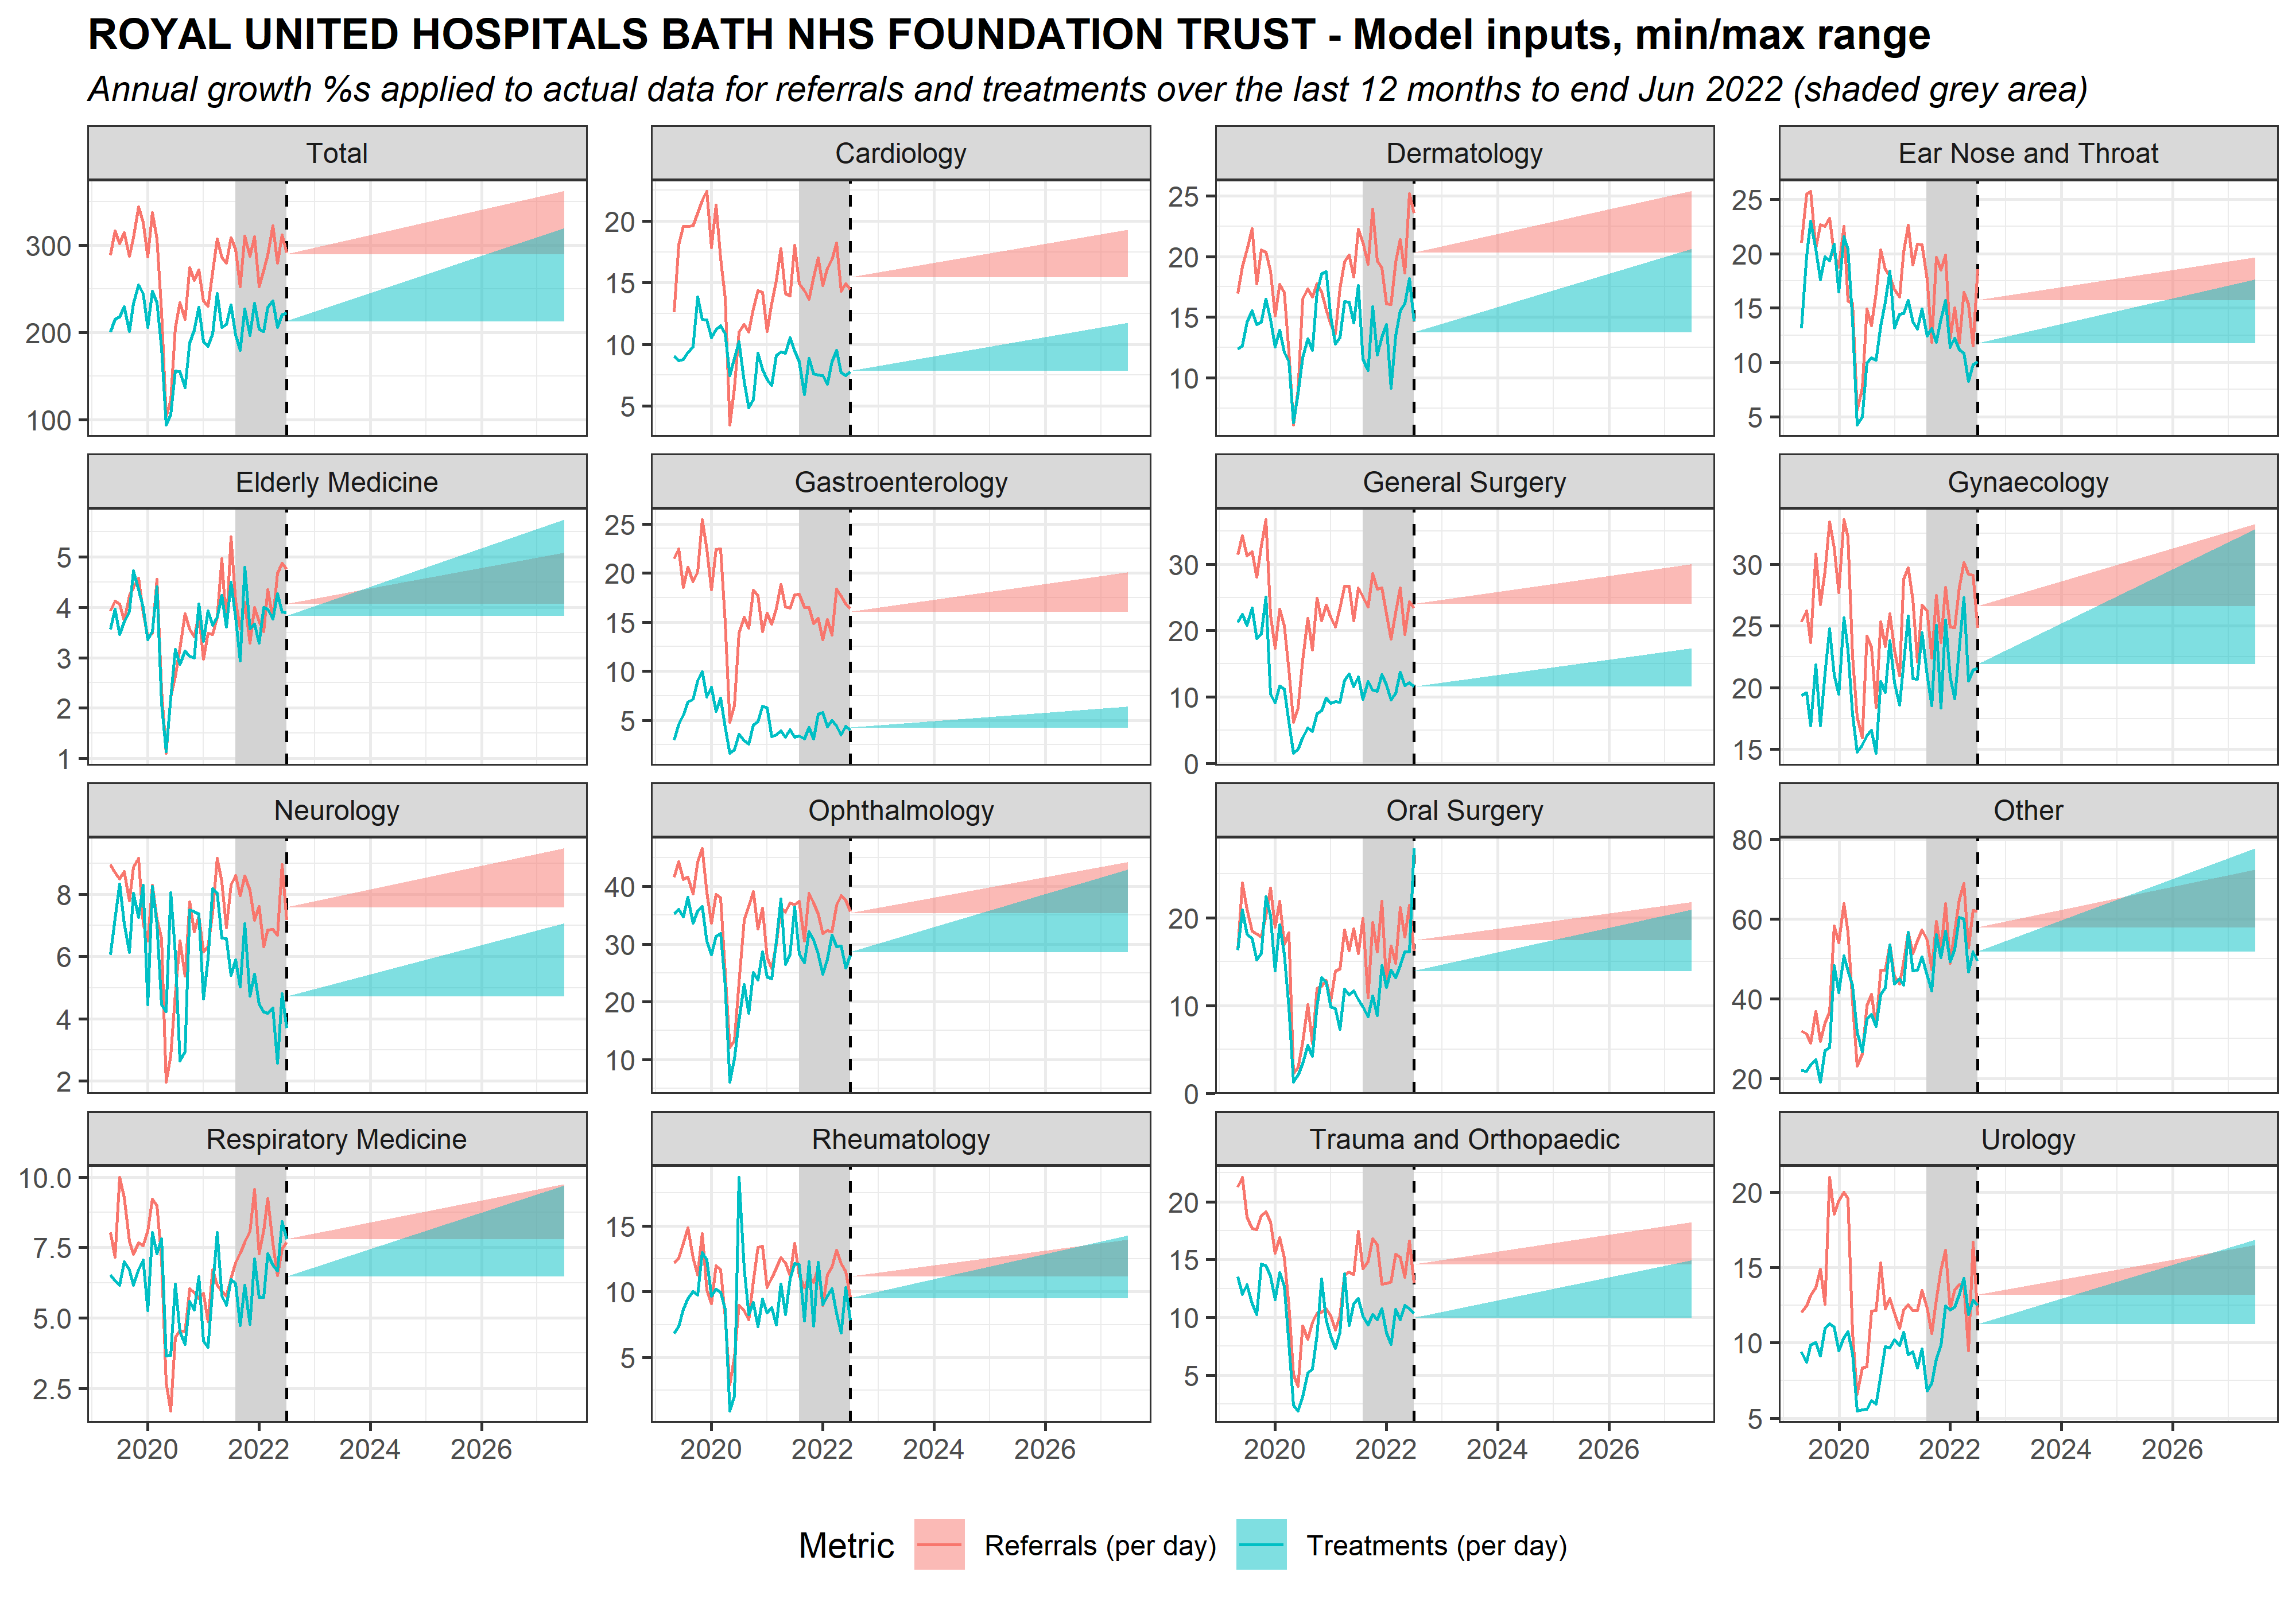 ROYAL UNITED HOSPITALS BATH NHS FOUNDATION TRUST - Model inputs, min/max range
Annual growth %s applied to actual data for referrals and treatments over the last 12 months to end Jun 2022 (shaded grey area)
Total
300
200
100
Cardiology
20
15
10
5
Dermatology
25
20
15
10
Ear Nose and Throat
25
20
15
10
5
Elderly Medicine
5
4
3
2
1
Gastroenterology
25
20
15
10
5
General Surgery
30
20
10
0
Gynaecology
30
25
20
15
Neurology
8
6
4
2
Ophthalmology
40
30
20
10
Oral Surgery
20
10
0
Other
80
60
40
20
Respiratory Medicine
10.0
7.5
5.0
2.5
Rheumatology
15
10
5
Trauma and Orthopaedic
20
15
10
5
Urology
20
15
10
5
2020 2022 2024 2026
2020 2022 2024 2026
2020 2022 2024 2026
2020 2022 2024 2026
Metric Referrals (per day) Treatments (per day)